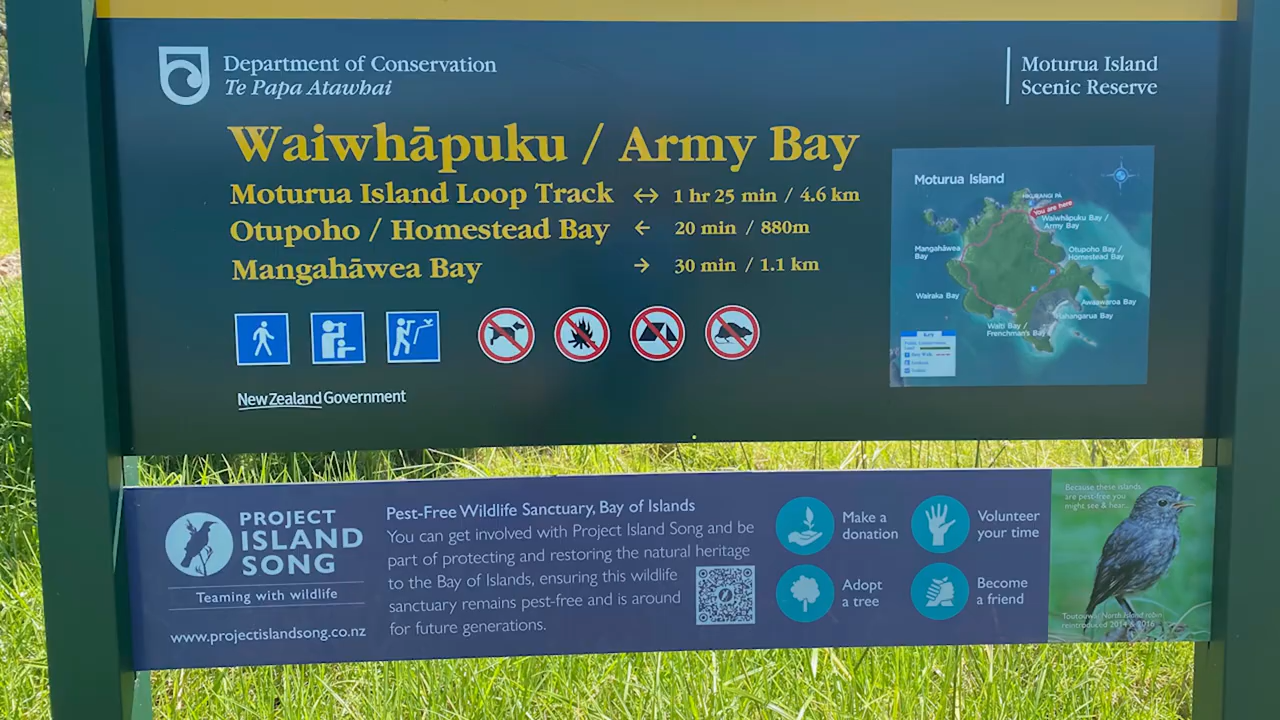 Department of Conservation
Te Papa Atawhai
Moturua Island
Scenic Reserve
Waiwhāpuku / Army Bay
Moturua Island Loop Track ↔ 1 hr 25 min / 4.6 km
Otupoho / Homestead Bay ← 20 min / 880m
Mangahāwea Bay → 30 min / 1.1 km
New Zealand Government
Moturua Island
You are here
Waiwhāpuku Bay /
Army Bay
Mangahāwea
Bay
Otupoho Bay /
Homestead Bay
Wairaka Bay
Awaawaroa Bay
Hahangarua Bay
Waiti Bay /
Frenchman's Bay
Key
PROJECT
ISLAND
SONG
Teaming with wildlife
www.projectislandsong.co.nz
Pest-Free Wildlife Sanctuary, Bay of Islands
You can get involved with Project Island Song and be
part of protecting and restoring the natural heritage
to the Bay of Islands, ensuring this wildlife
sanctuary remains pest-free and is around
for future generations.
Make a
donation
Volunteer
your time
Adopt
a tree
Become
a friend
Because these islands
are pest-free you
might see & hear...
Toutouwai North Island robin
reintroduced 2014 & 2016